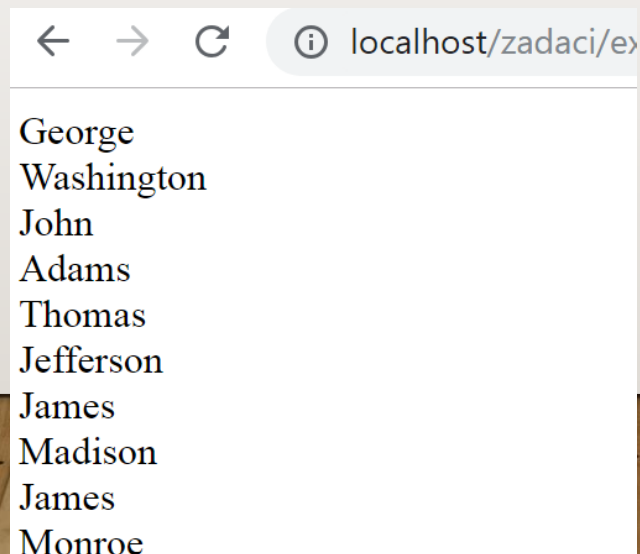 localhost/zadaci/ex
George
Washington
John
Adams
Thomas
Jefferson
James
Madison
James
Monroe